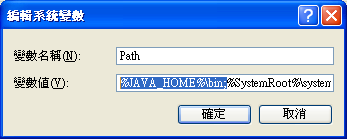 編輯系統變數
變數名稱(N):
Path
變數值(V):
%JAVA_HOME%\bin;%SystemRoot%\system
確定
取消